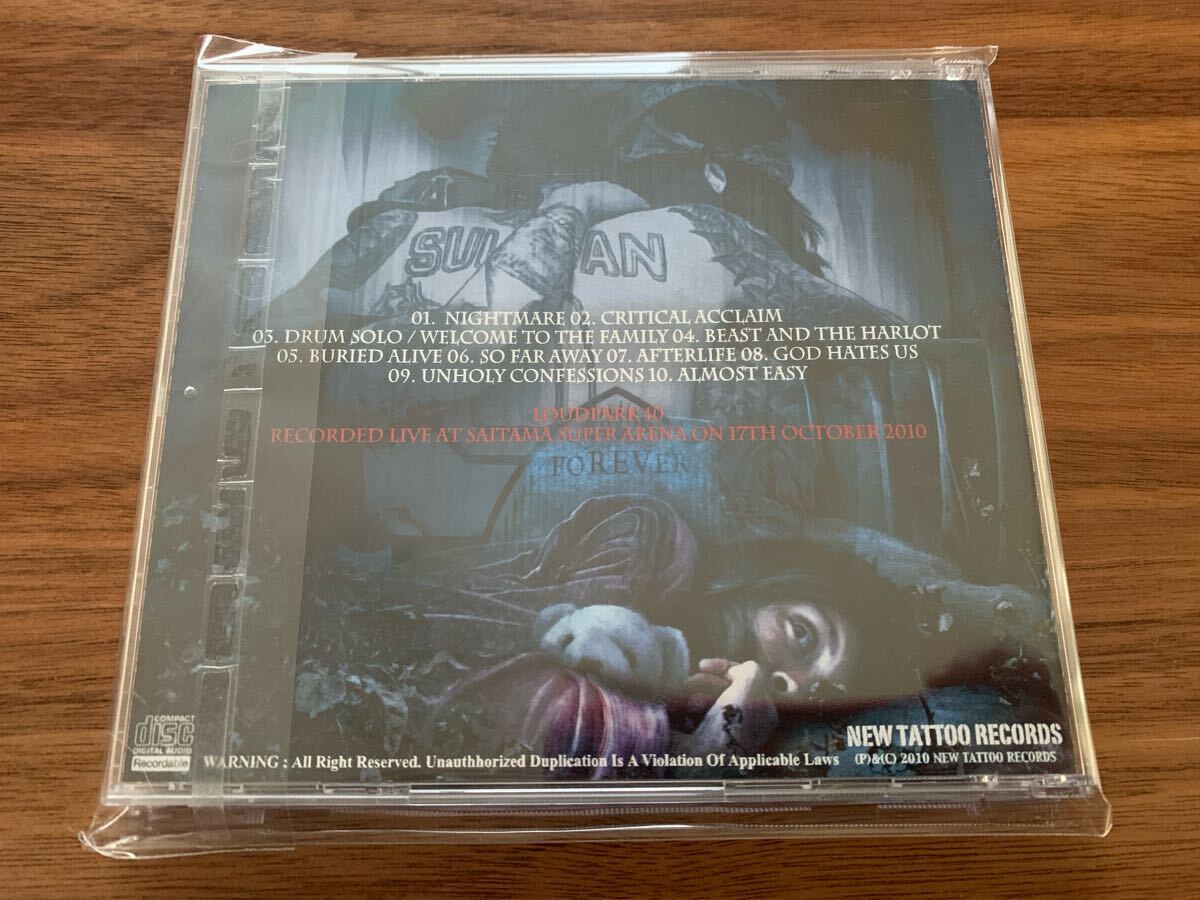 SUL AN
01. NIGHTMARE 02. CRITICAL ACCLAIM
03. DRUM SOLO / WELCOME TO THE FAMILY 04. BEAST AND THE HARLOT
05. BURIED ALIVE 06. SO FAR AWAY 07. AFTERLIFE 08. GOD HATES US
09. UNHOLY CONFESSIONS 10. ALMOST EASY
LOUDPARK 10
RECORDED LIVE AT SAITAMA SUPER ARENA ON 17TH OCTOBER 2010
FOREVER
COMPACT
disc
DIGITAL AUDIO
Recordable
WARNING : All Right Reserved. Unauthhorized Duplication Is A Violation Of Applicable Laws
NEW TATTOO RECORDS
(P)&(C) 2010 NEW TATTOO RECORDS